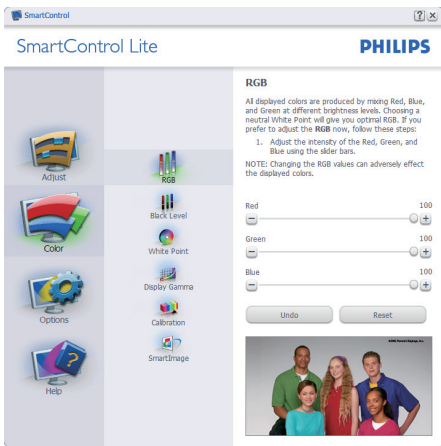 SmartControl
SmartControl Lite
PHILIPS
Adjust
Color
Options
Help
RGB
Black Level
White Point
Display Gamma
Calibration
SmartImage
RGB
All displayed colors are produced by mixing Red, Blue,
and Green at different brightness levels. Choosing a
neutral White Point will give you optimal RGB. If you
prefer to adjust the RGB now, follow these steps:
1. Adjust the intensity of the Red, Green, and
Blue using the slider bars.
NOTE: Changing the RGB values can adversely effect
the displayed colors.
Red 100
Green 100
Blue 100
Undo Reset